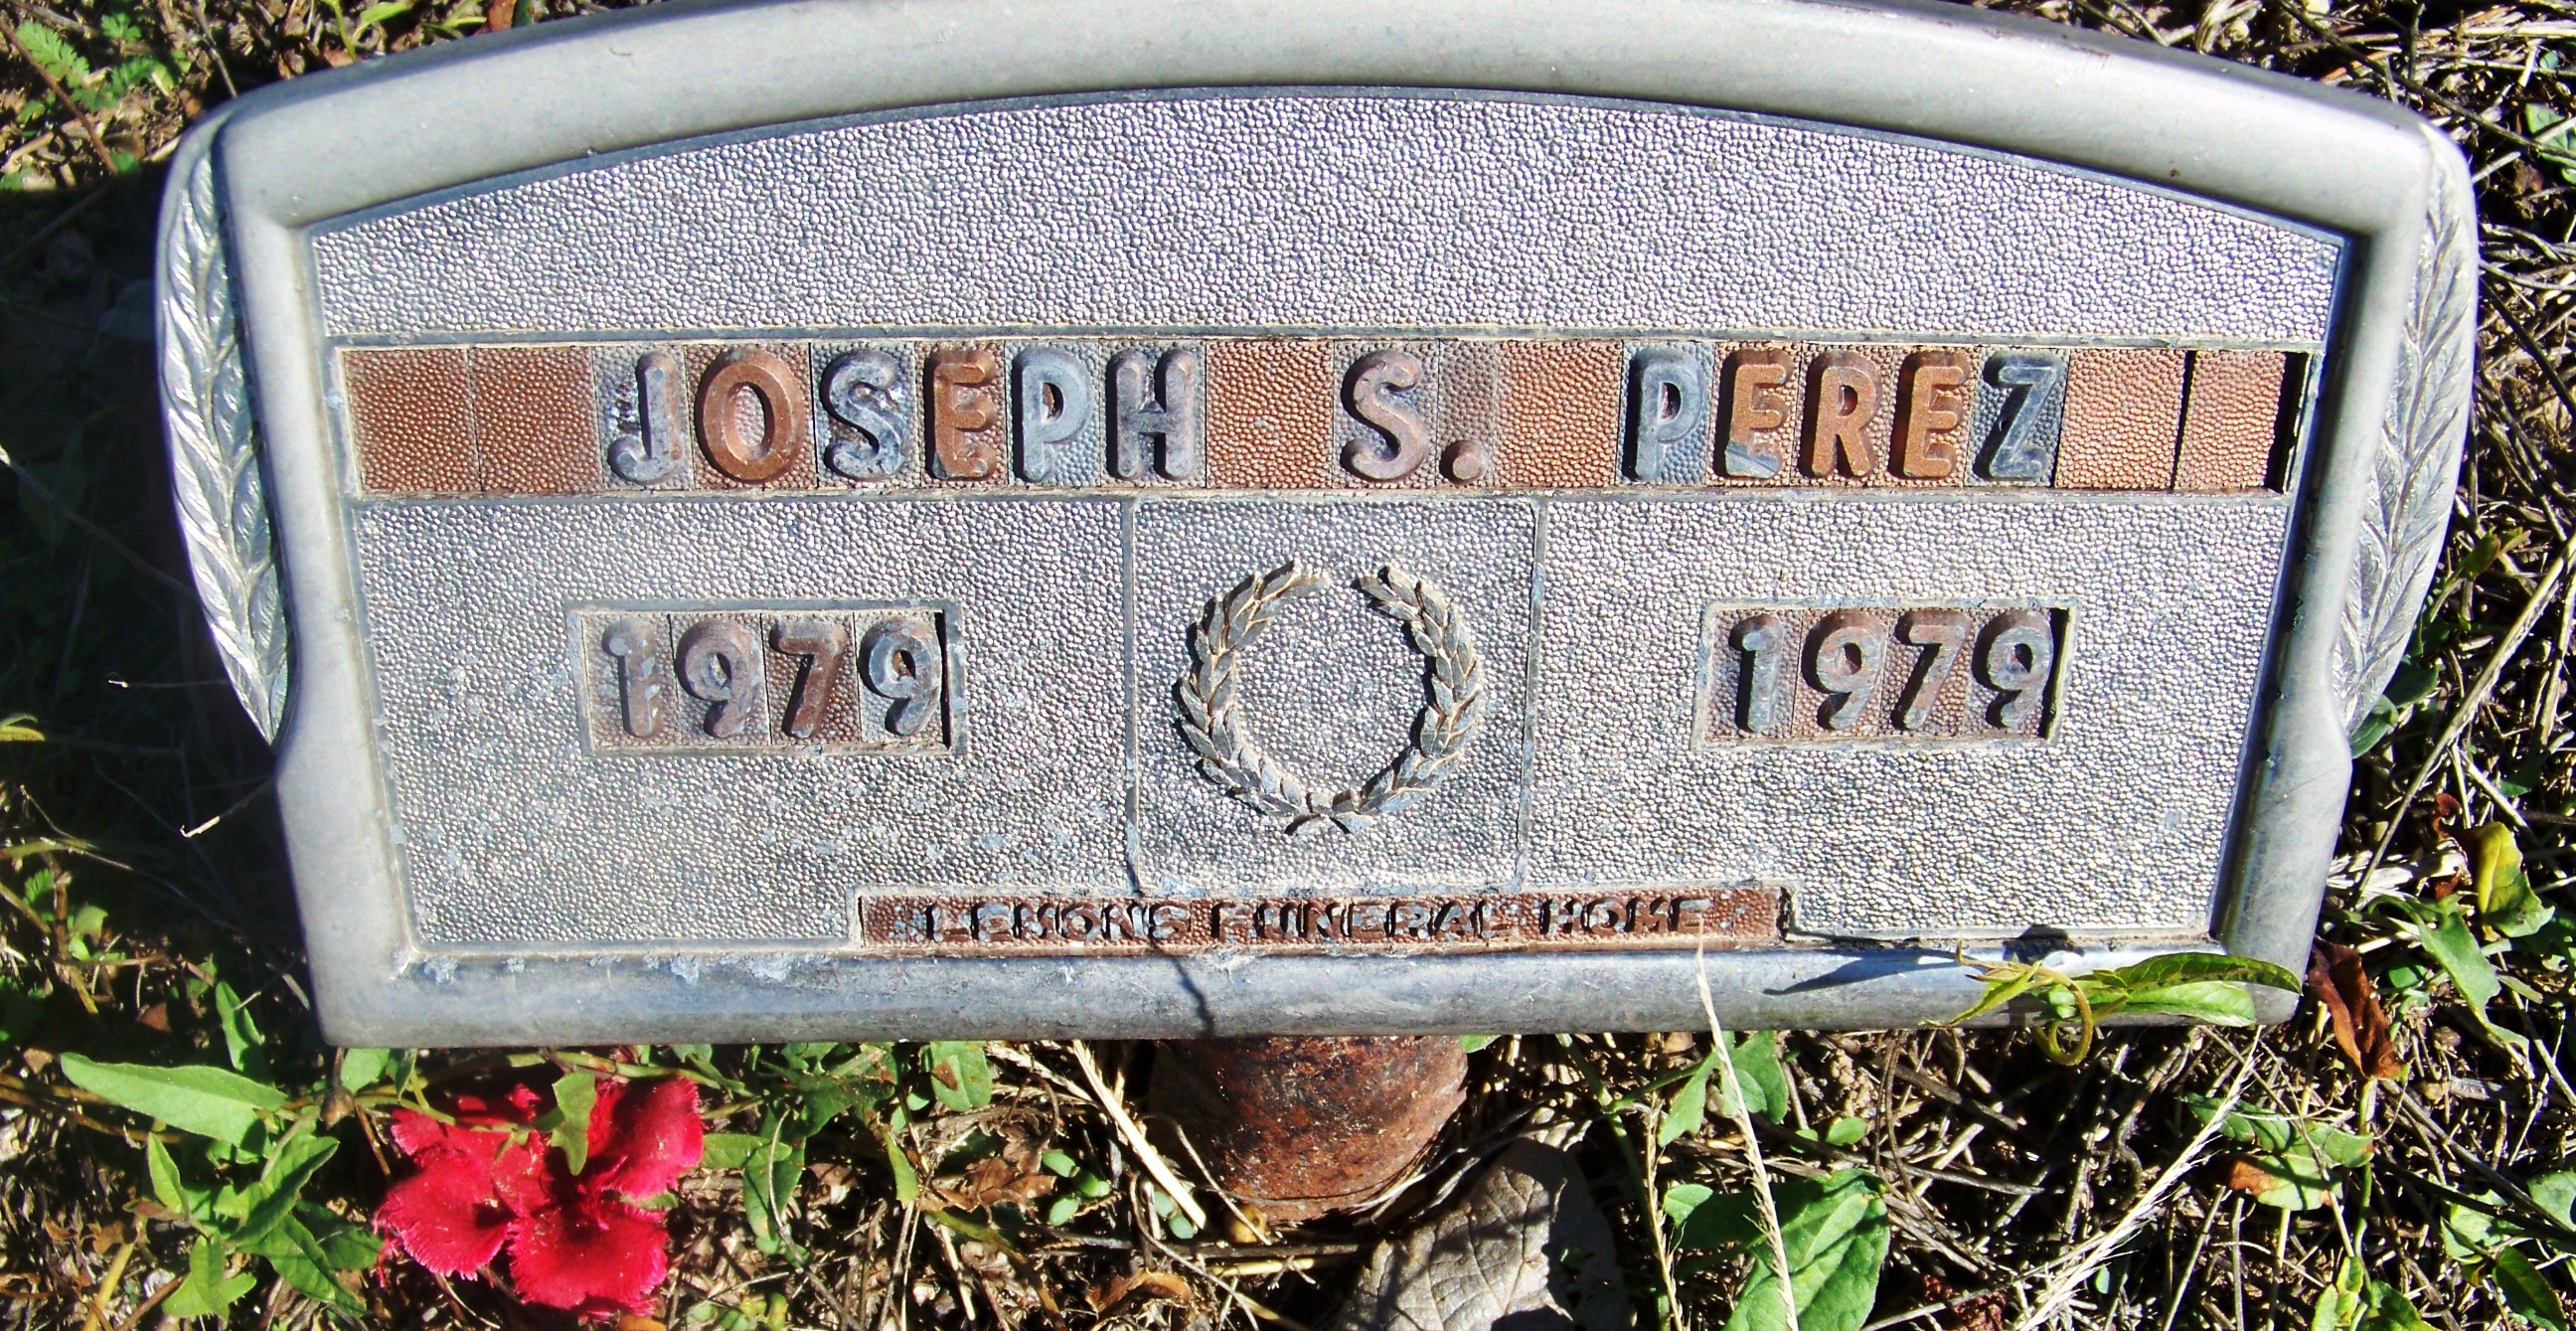 JOSEPH S. PEREZ
1979 1979
LEMONS FUNERAL HOME